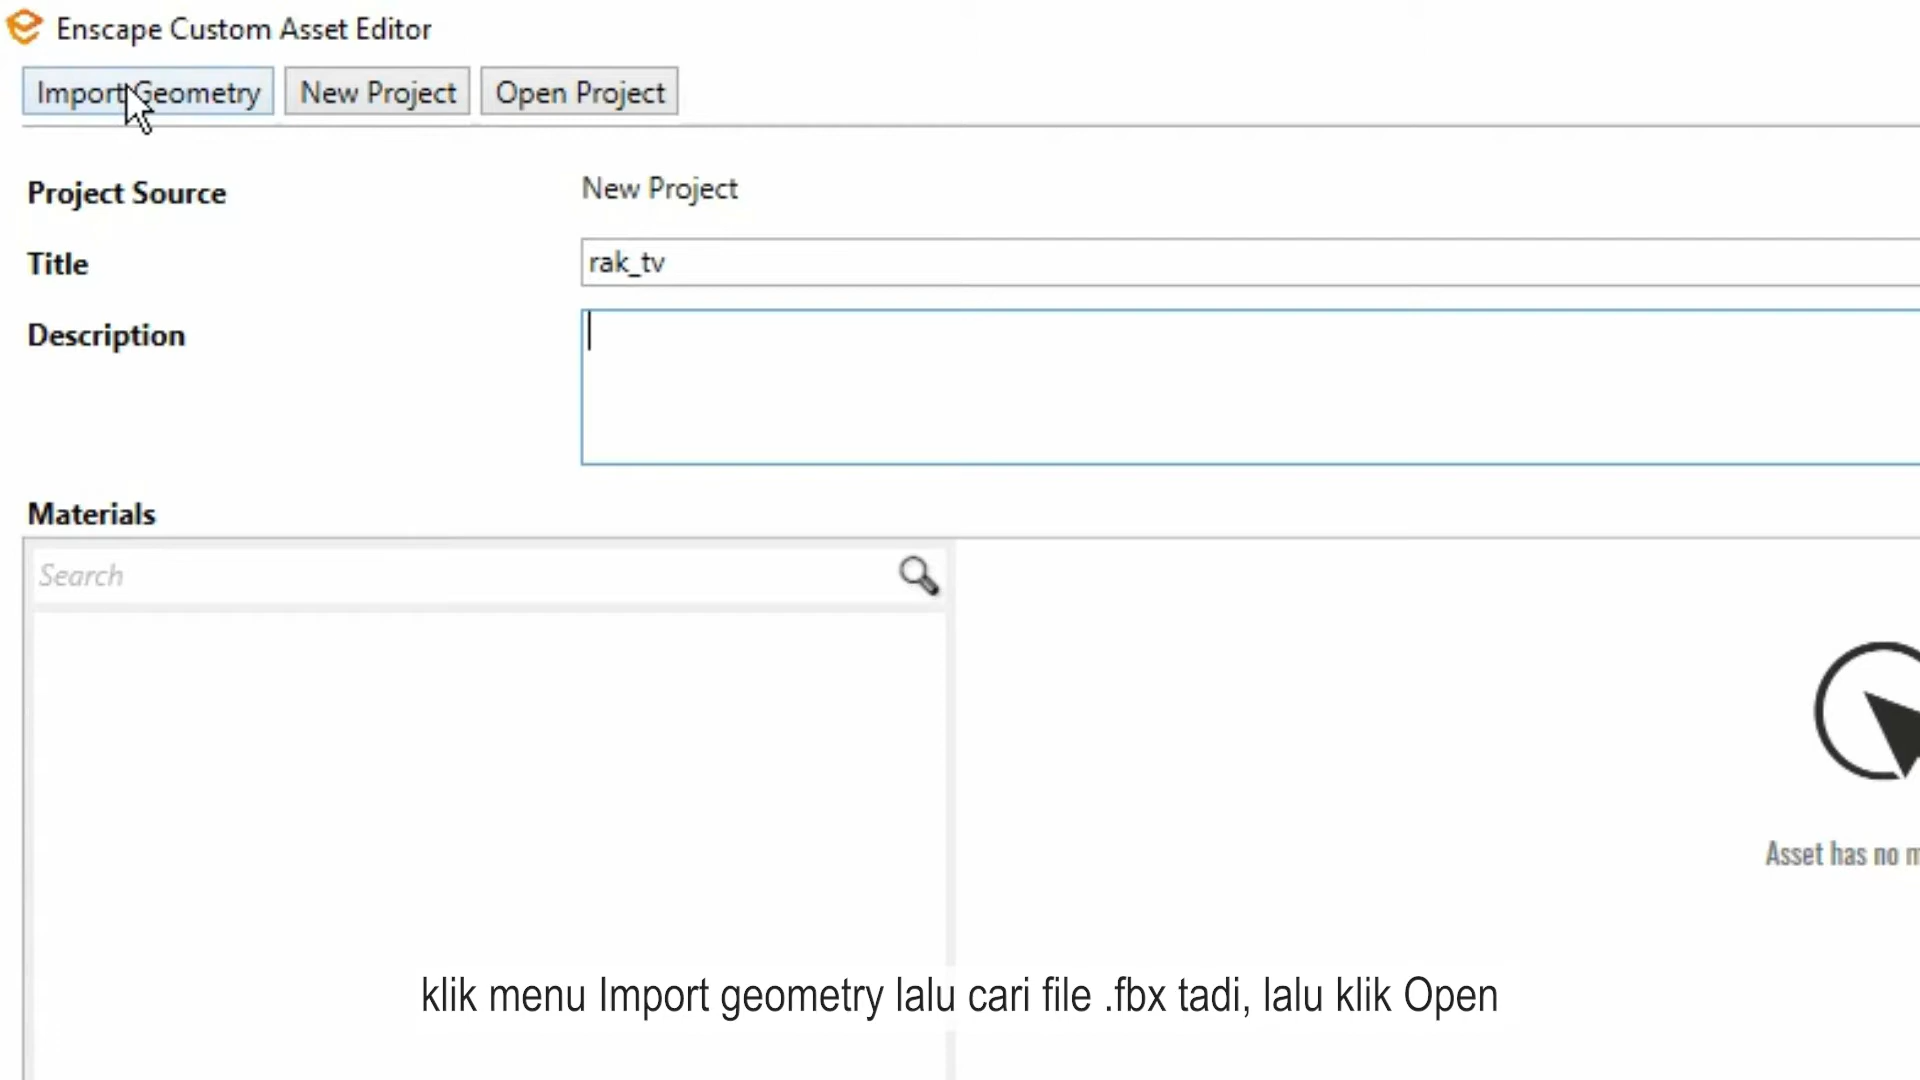 Enscape Custom Asset Editor
Import Geometry New Project Open Project
Project Source New Project
Title rak_tv
Description
Materials
Search
Asset has no
klik menu Import geometry lalu cari file .fbx tadi, lalu klik Open